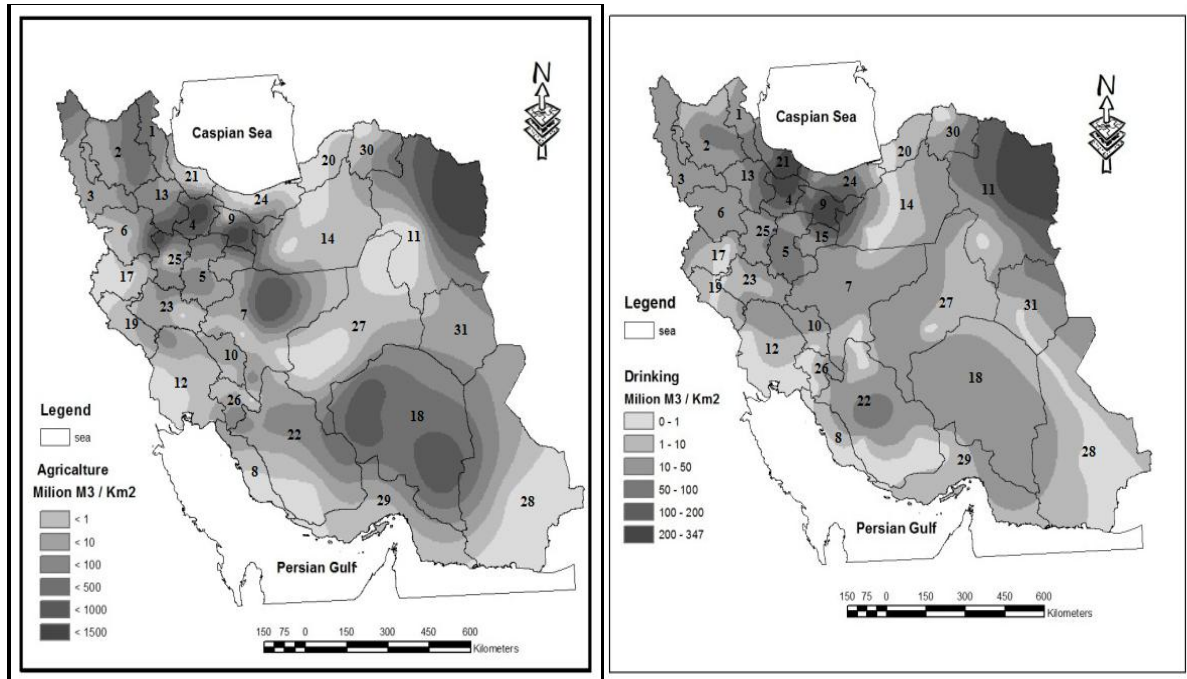 N
Caspian Sea
1
2
3
21
13
20
30
24
9
4
6
14
11
25
17
5
23
7
19
27
31
10
12
26
18
22
8
28
29
Persian Gulf
Legend
sea
Agricalture
Milion M3 / Km2
< 1
< 10
< 100
< 500
< 1000
< 1500
150 75 0 150 300 450 600
Kilometers
N
Caspian Sea
1
2
3
21
13
20
30
24
11
4
9
6
14
25
15
5
17
23
7
19
27
31
10
12
26
18
22
8
28
29
Persian Gulf
Legend
sea
Drinking
Milion M3 / Km2
0 - 1
1 - 10
10 - 50
50 - 100
100 - 200
200 - 347
150 75 0 150 300 450 600
Kilometers